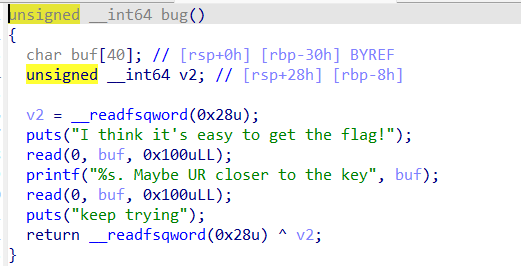 unsigned __int64 bug()
{
char buf[40]; // [rsp+0h] [rbp-30h] BYREF
unsigned __int64 v2; // [rsp+28h] [rbp-8h]
v2 = __readfsqword(0x28u);
puts("I think it's easy to get the flag!");
read(0, buf, 0x100uLL);
printf("%s. Maybe UR closer to the key", buf);
read(0, buf, 0x100uLL);
puts("keep trying");
return __readfsqword(0x28u) ^ v2;
}